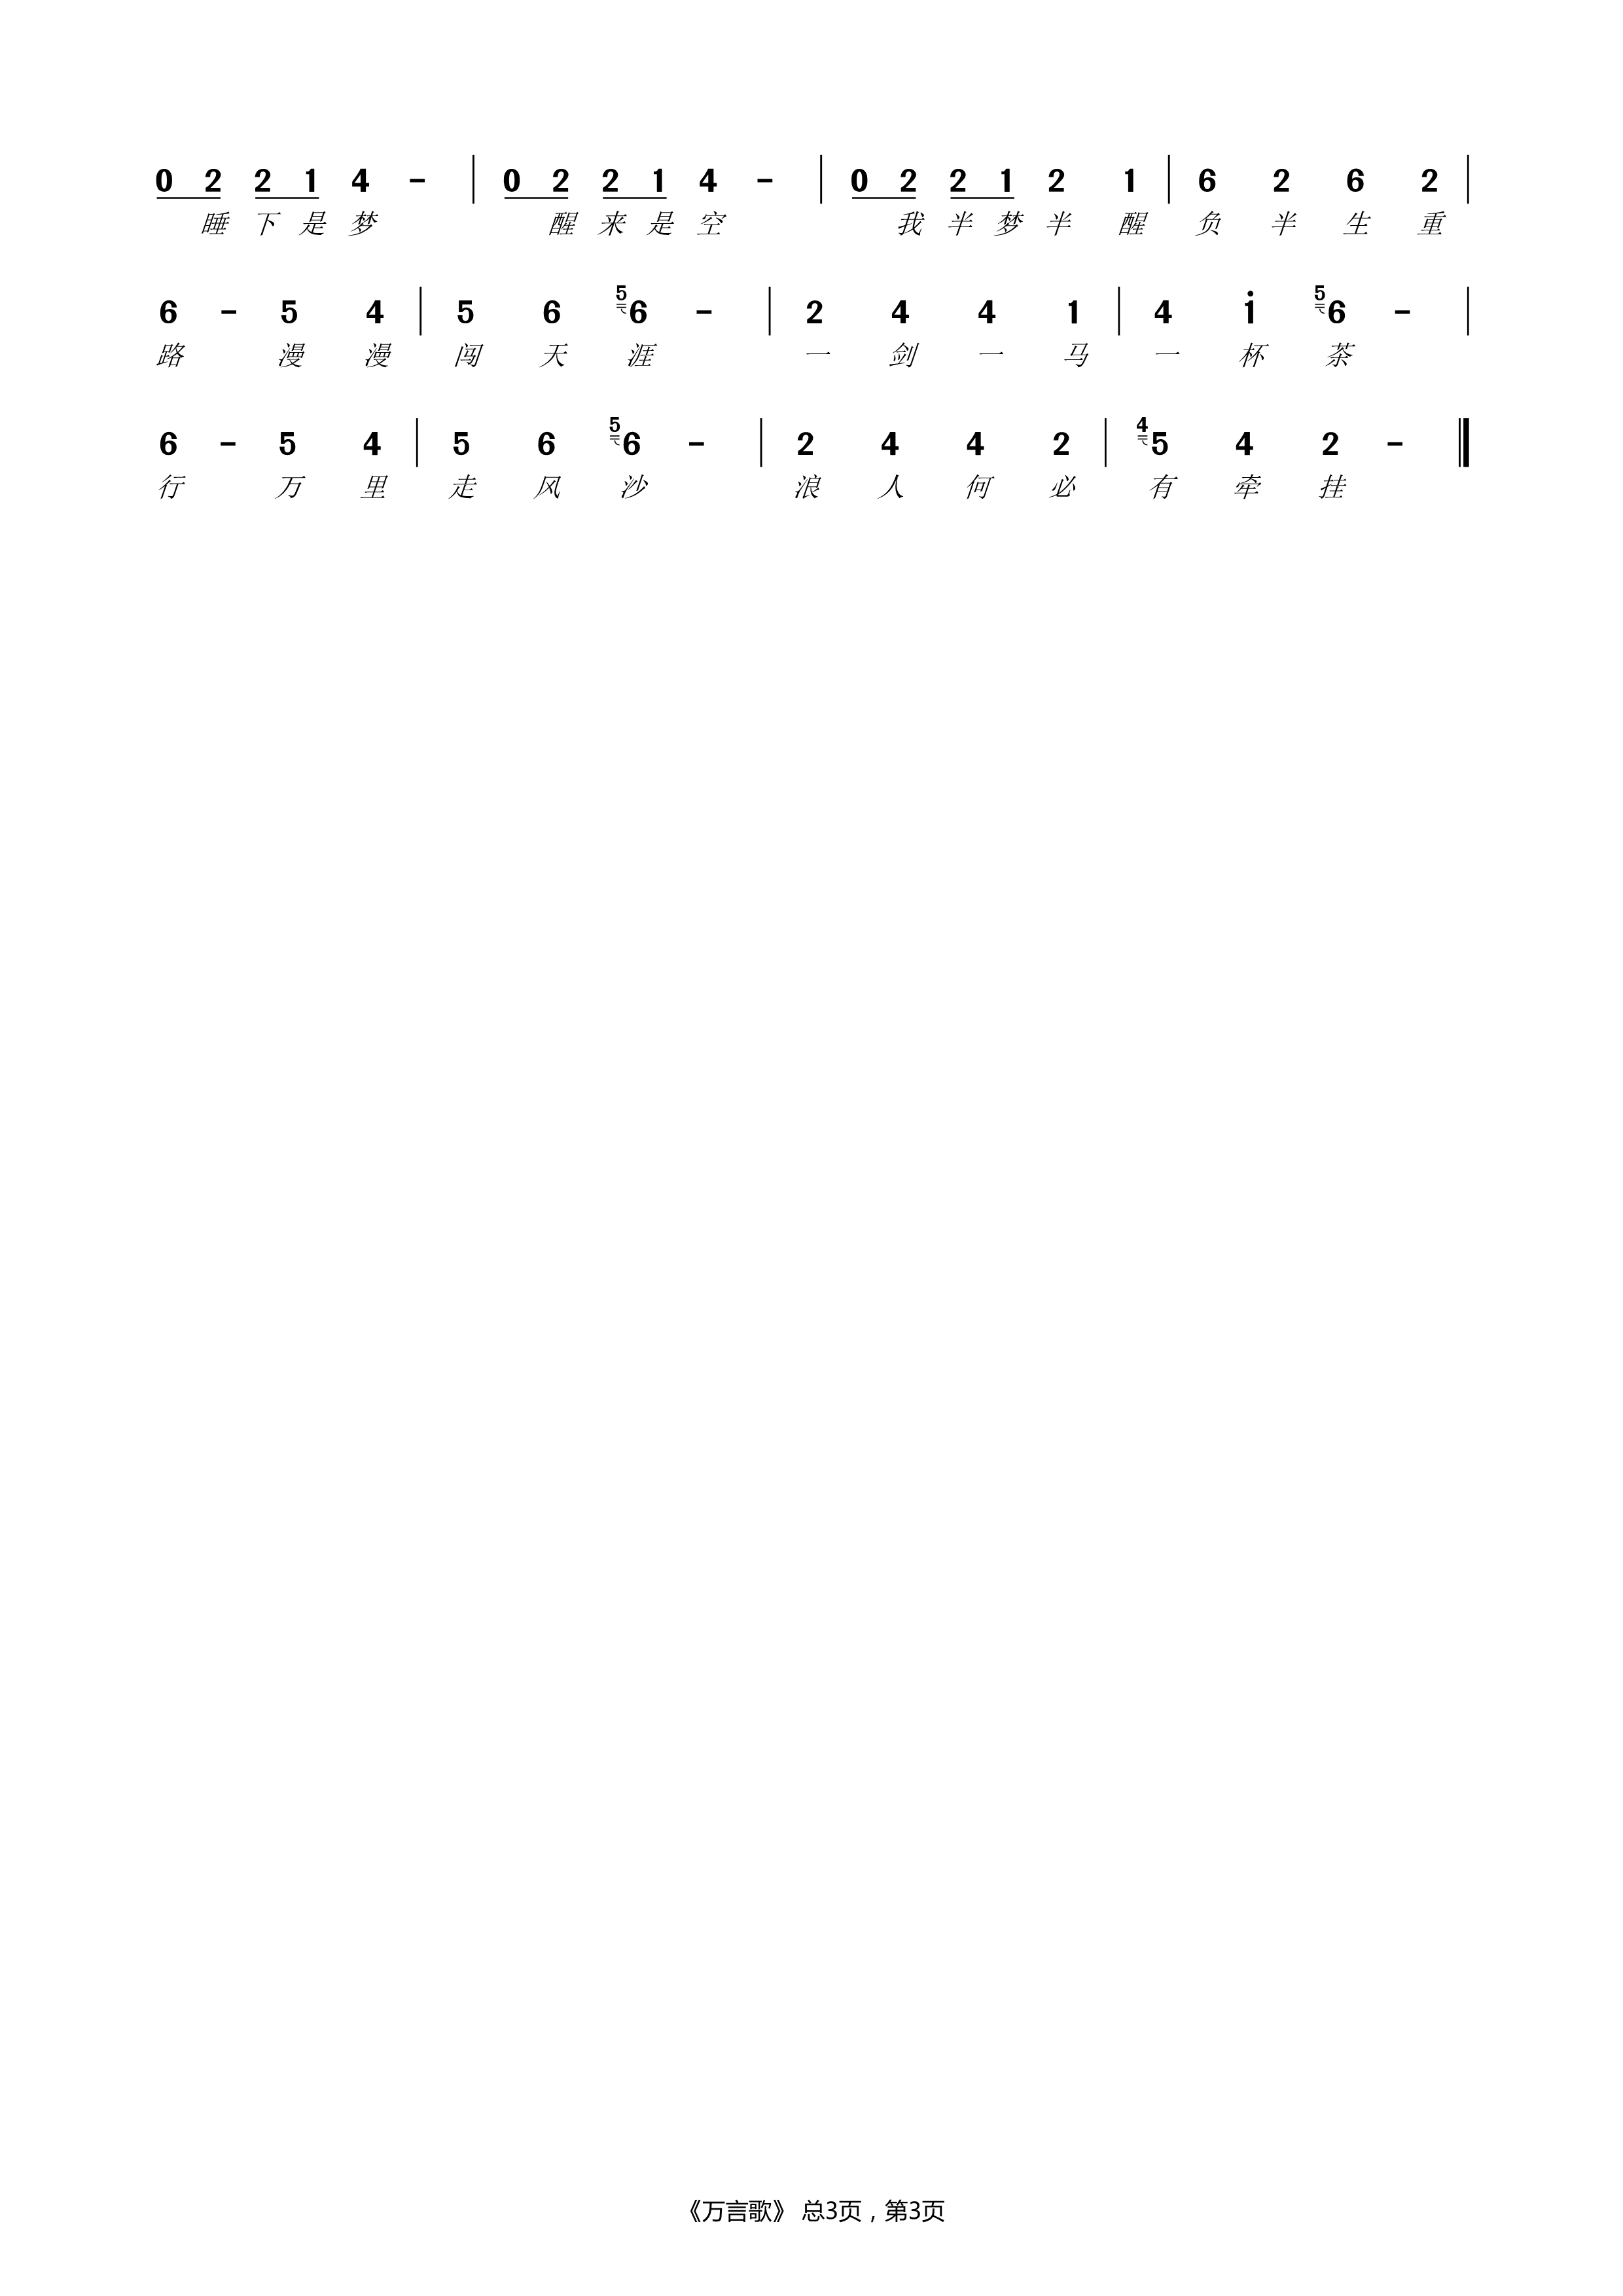 0 2 2 1 4 - | 0 2 2 1 4 - | 0 2 2 1 2 1 | 6 2 6 2 |
睡下是梦 醒来是空 我半梦半醒 负半生重
6 - 5 4 | 5 6 5 6 - | 2 4 4 1 | 4 1̇ 5 6 - |
路 漫漫 闯天涯 一剑一马 一杯茶
6 - 5 4 | 5 6 5 6 - | 2 4 4 2 | 4 5 4 2 - ‖
行 万里 走风沙 浪人何必 有牵挂
《万言歌》 总3页，第3页